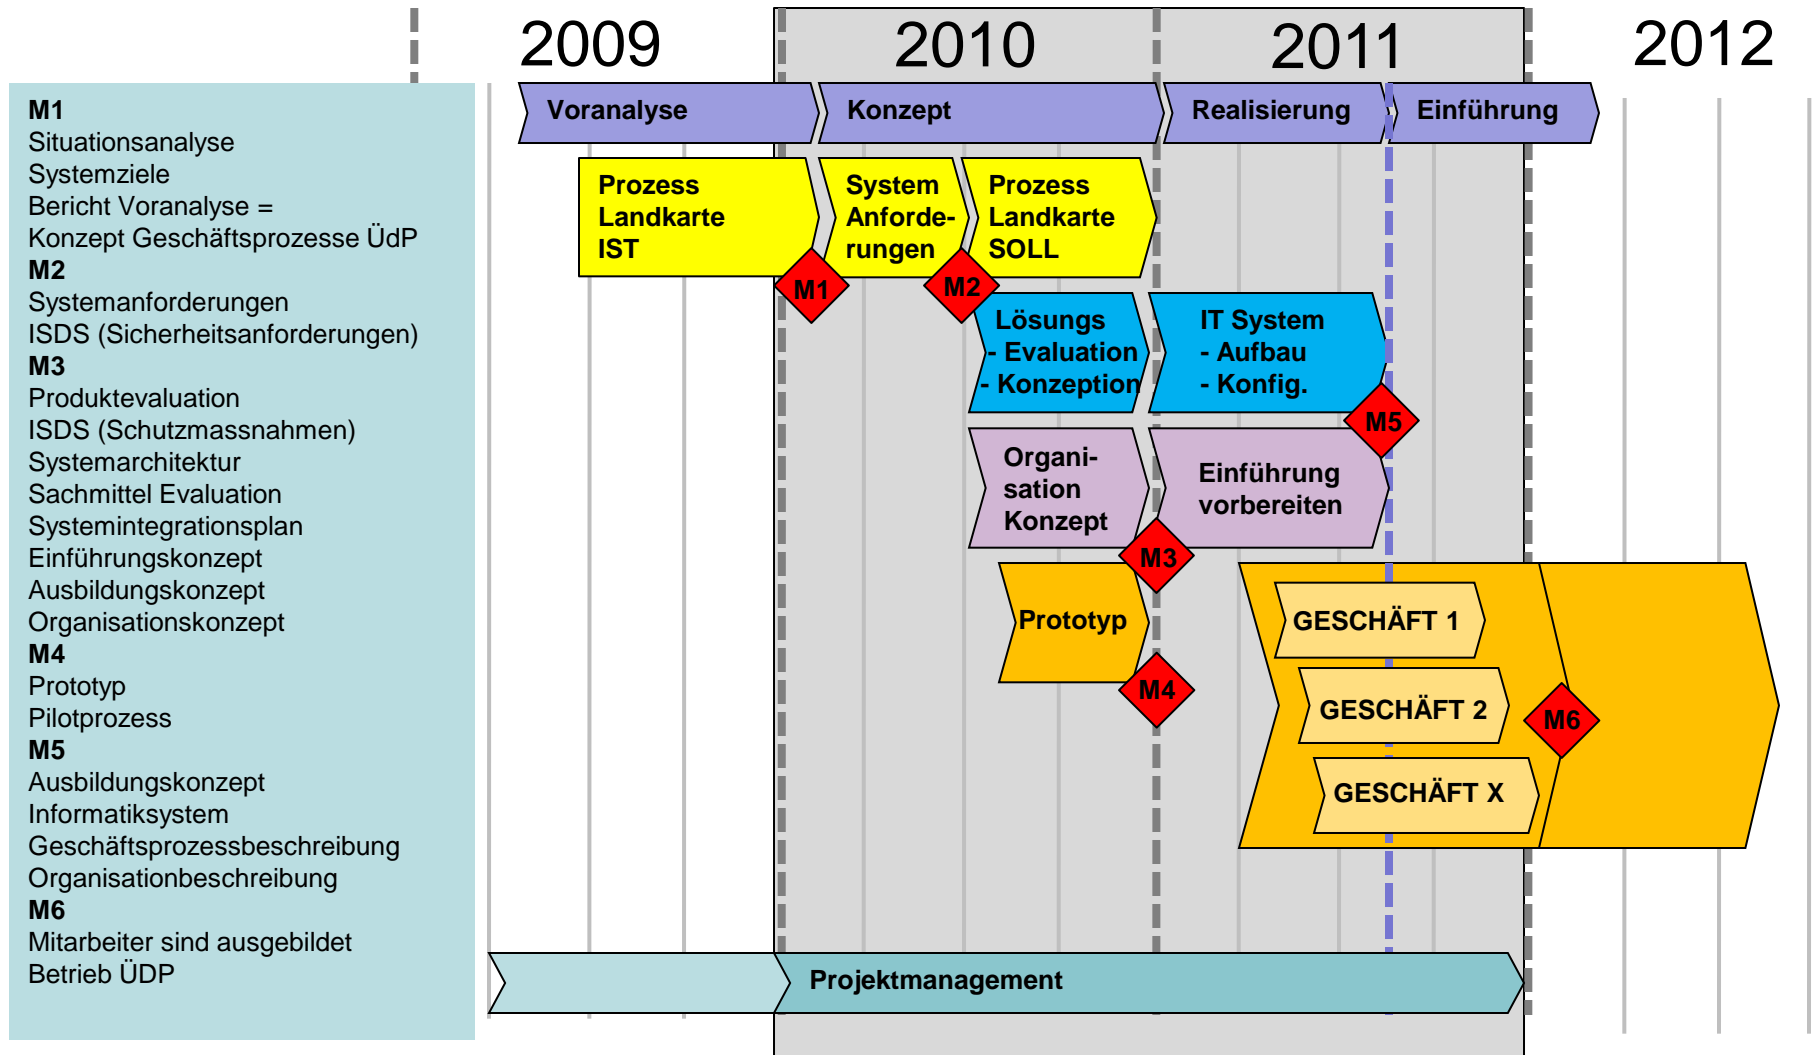 2009
2010
2011
2012
M1
Situationsanalyse
Systemziele
Bericht Voranalyse =
Konzept Geschäftsprozesse ÜdP
M2
Systemanforderungen
ISDS (Sicherheitsanforderungen)
M3
Produktevaluation
ISDS (Schutzmassnahmen)
Systemarchitektur
Sachmittel Evaluation
Systemintegrationsplan
Einführungskonzept
Ausbildungskonzept
Organisationskonzept
M4
Prototyp
Pilotprozess
M5
Ausbildungskonzept
Informatiksystem
Geschäftsprozessbeschreibung
Organisationbeschreibung
M6
Mitarbeiter sind ausgebildet
Betrieb ÜDP
Voranalyse
Konzept
Realisierung
Einführung
Prozess
Landkarte
IST
System
Anforde-
rungen
Prozess
Landkarte
SOLL
M1
M2
Lösungs
- Evaluation
- Konzeption
IT System
- Aufbau
- Konfig.
M5
Organi-
sation
Konzept
Einführung
vorbereiten
M3
Prototyp
M4
GESCHÄFT 1
GESCHÄFT 2
GESCHÄFT X
M6
Projektmanagement